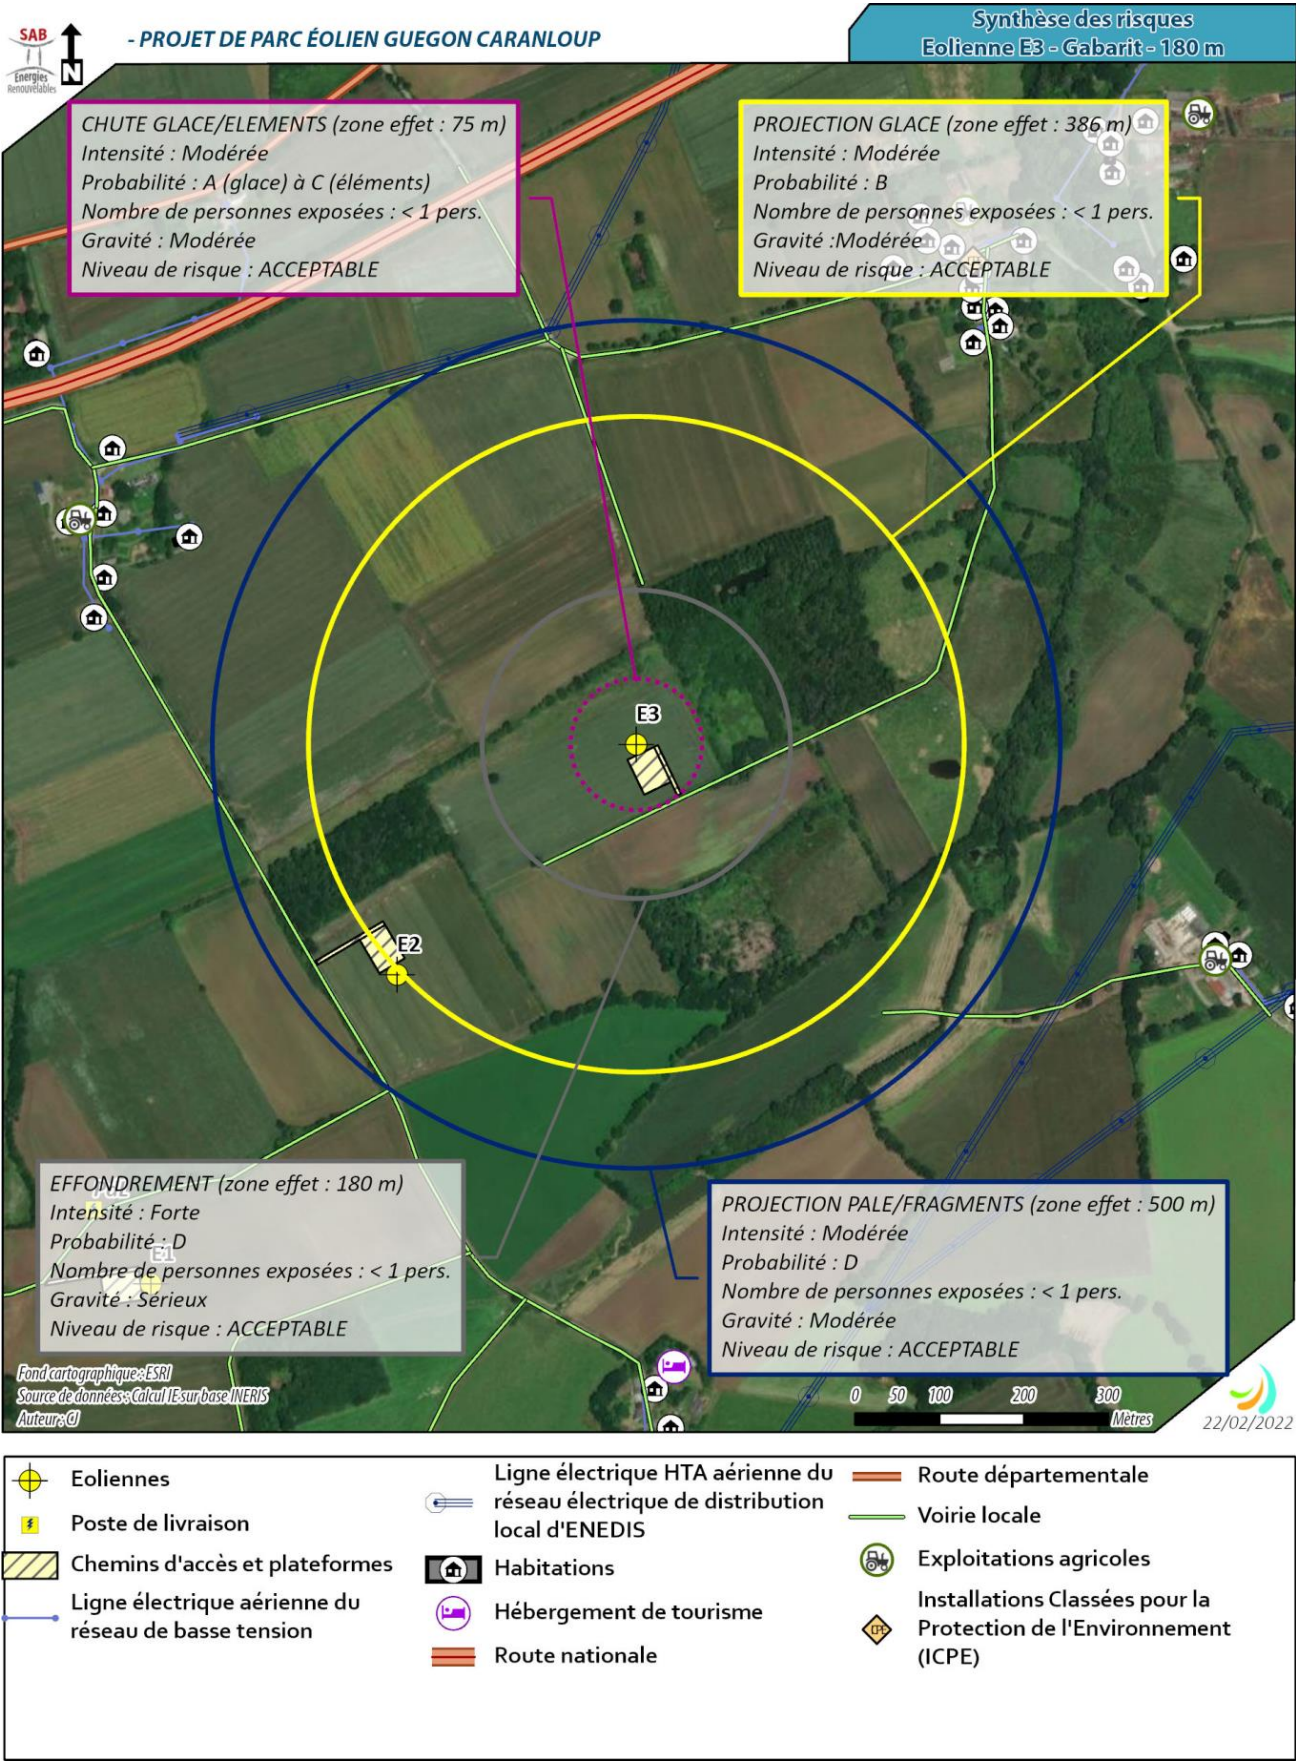 SAB
Energies
Renouvelables
N
- PROJET DE PARC ÉOLIEN GUEGON CARANLOUP
Synthèse des risques
Eolienne E3 - Gabarit - 180 m
CHUTE GLACE/ELEMENTS (zone effet : 75 m)
Intensité : Modérée
Probabilité : A (glace) à C (éléments)
Nombre de personnes exposées : < 1 pers.
Gravité : Modérée
Niveau de risque : ACCEPTABLE
PROJECTION GLACE (zone effet : 386 m)
Intensité : Modérée
Probabilité : B
Nombre de personnes exposées : < 1 pers.
Gravité :Modérée
Niveau de risque : ACCEPTABLE
E3
E2
EFFONDREMENT (zone effet : 180 m)
Intensité : Forte
Probabilité : D
E1
Nombre de personnes exposées : < 1 pers.
Gravité : Sérieux
Niveau de risque : ACCEPTABLE
PROJECTION PALE/FRAGMENTS (zone effet : 500 m)
Intensité : Modérée
Probabilité : D
Nombre de personnes exposées : < 1 pers.
Gravité : Modérée
Niveau de risque : ACCEPTABLE
Fond cartographique : ESRI
Source de données : Calcul IE sur base INERIS
Auteur : CJ
0 50 100 200 300
Mètres
22/02/2022
Eoliennes
Poste de livraison
Chemins d'accès et plateformes
Ligne électrique aérienne du
réseau de basse tension
Ligne électrique HTA aérienne du
réseau électrique de distribution
local d'ENEDIS
Habitations
Hébergement de tourisme
Route nationale
Route départementale
Voirie locale
Exploitations agricoles
Installations Classées pour la
Protection de l'Environnement
(ICPE)